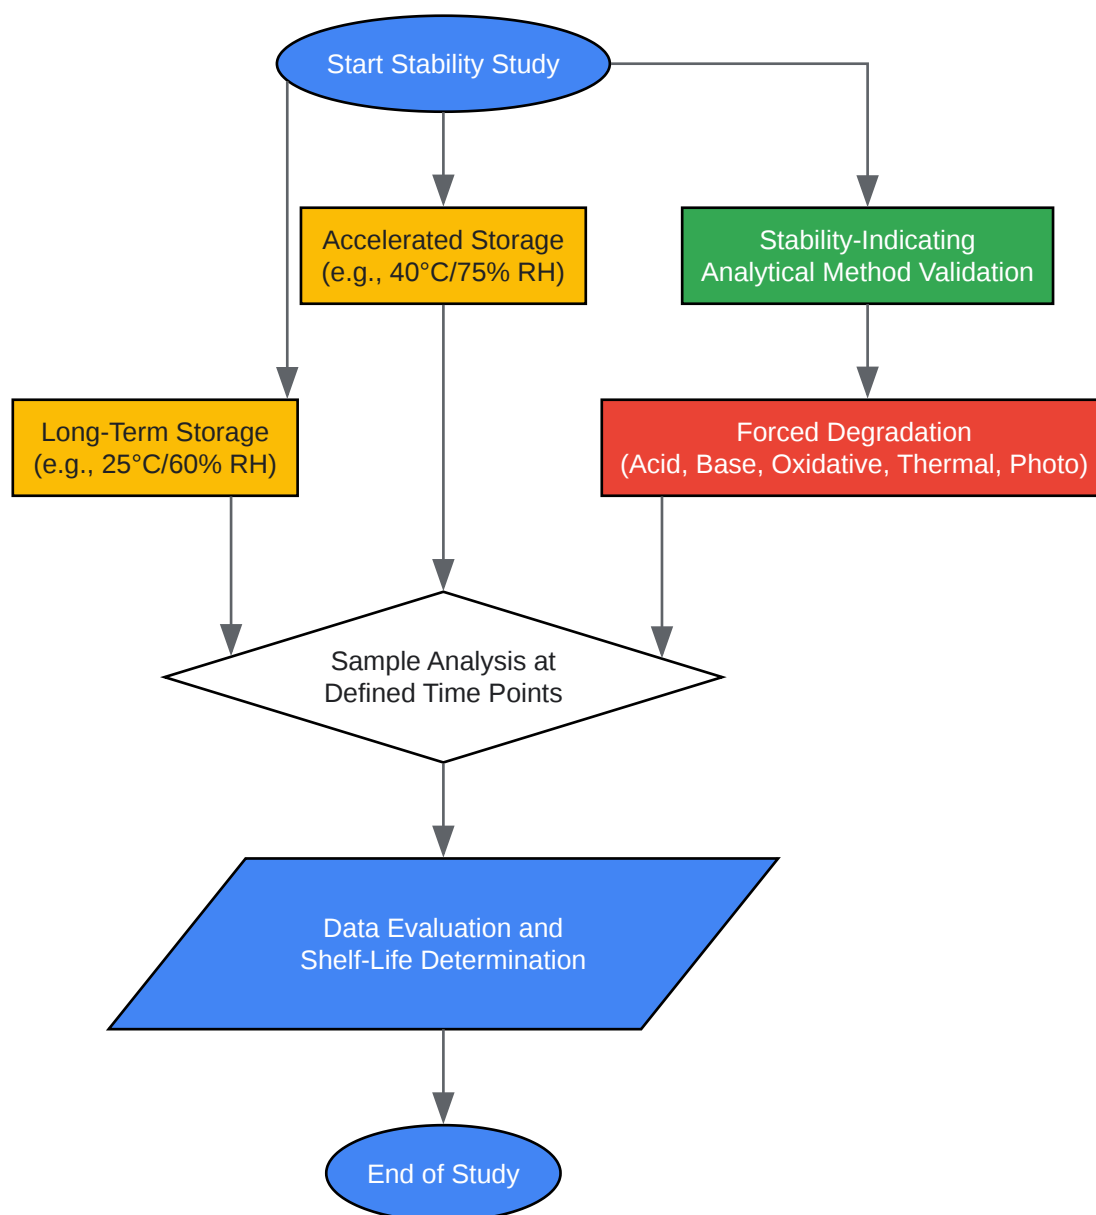 Start Stability Study
Accelerated Storage
(e.g., 40°C/75% RH)
Stability-Indicating
Analytical Method Validation
Long-Term Storage
(e.g., 25°C/60% RH)
Forced Degradation
(Acid, Base, Oxidative, Thermal, Photo)
Sample Analysis at
Defined Time Points
Data Evaluation and
Shelf-Life Determination
End of Study